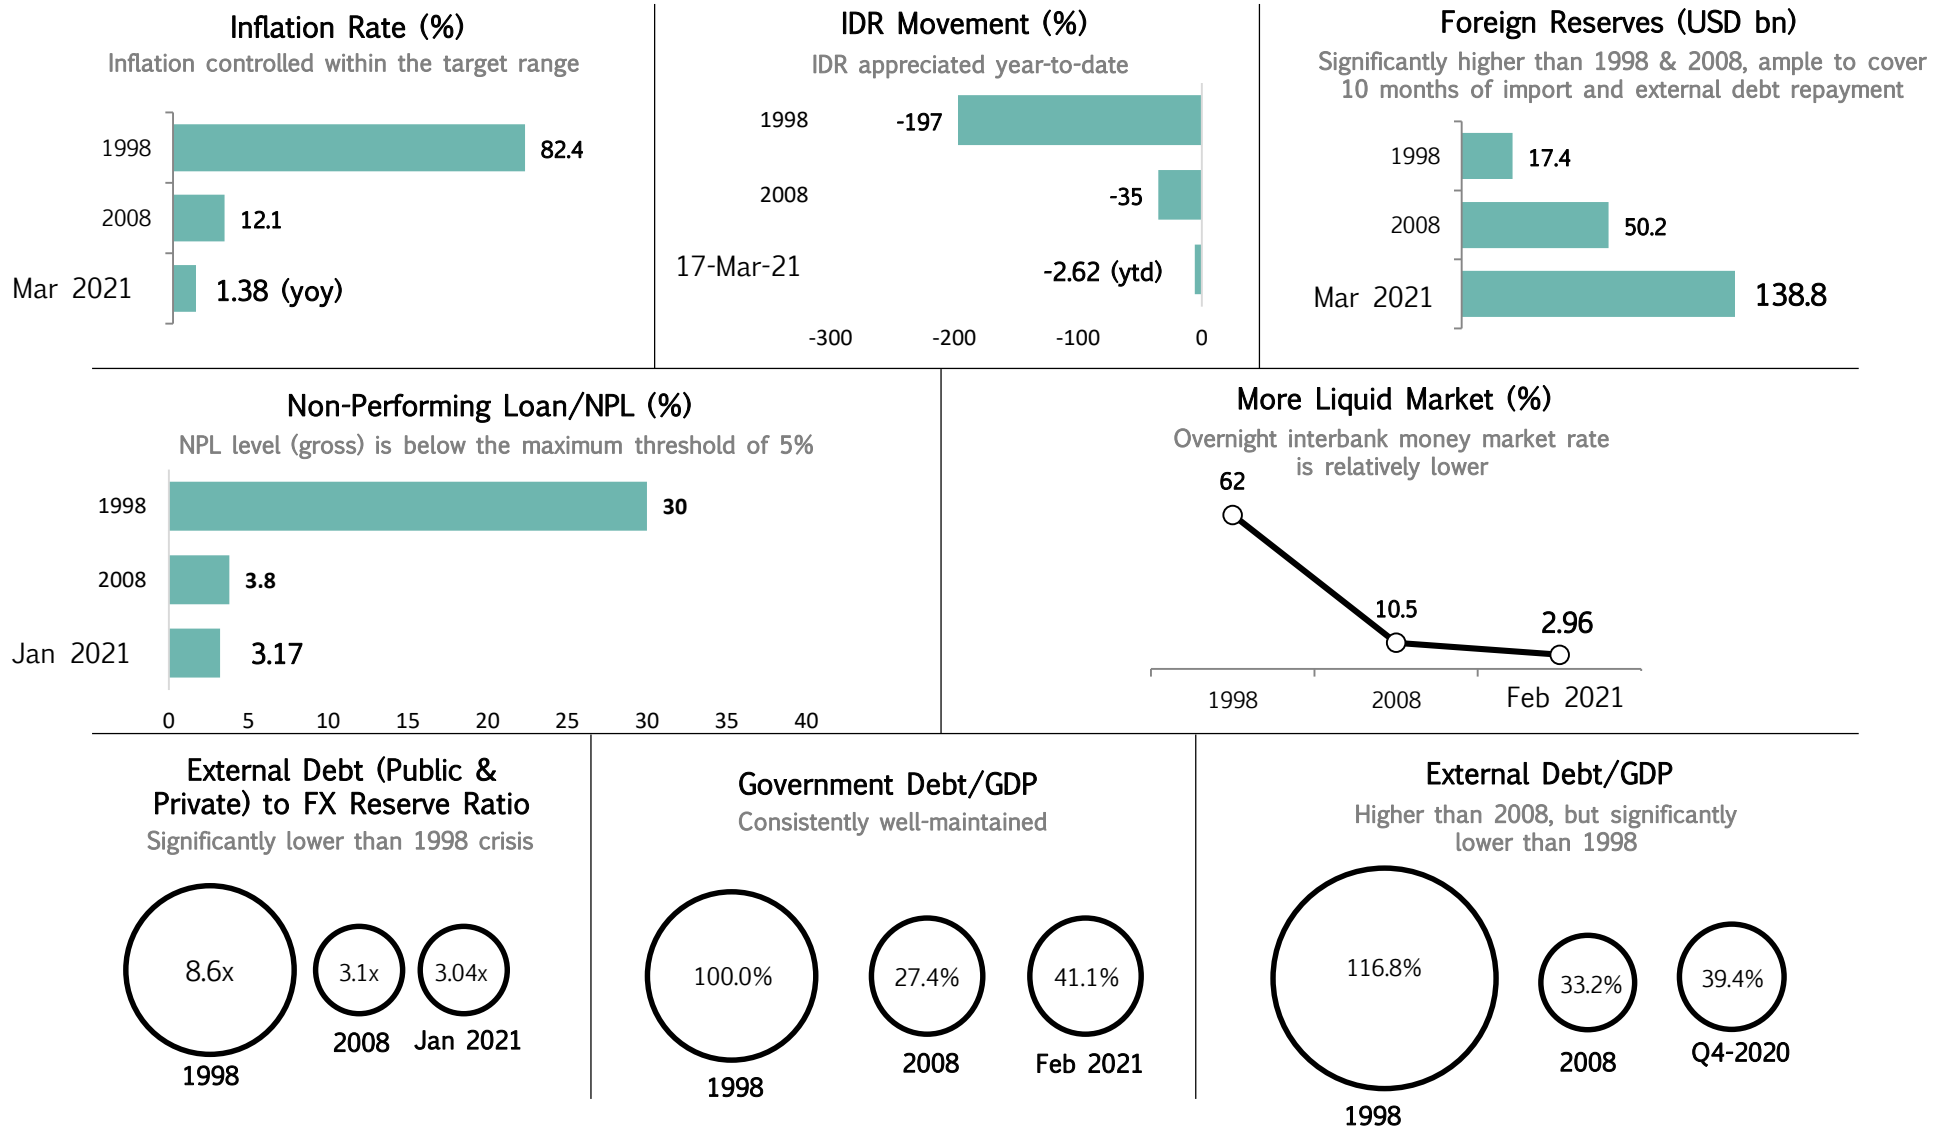 Inflation Rate (%)
Inflation controlled within the target range
1998
82.4
2008
12.1
Mar 2021
1.38 (yoy)
IDR Movement (%)
IDR appreciated year-to-date
1998
-197
2008
-35
17-Mar-21
-2.62 (ytd)
-300 -200 -100 0
Foreign Reserves (USD bn)
Significantly higher than 1998 & 2008, ample to cover
10 months of import and external debt repayment
1998
17.4
2008
50.2
Mar 2021
138.8
Non-Performing Loan/NPL (%)
NPL level (gross) is below the maximum threshold of 5%
1998
30
2008
3.8
Jan 2021
3.17
0 5 10 15 20 25 30 35 40
More Liquid Market (%)
Overnight interbank money market rate
is relatively lower
62
10.5
2.96
1998 2008 Feb 2021
External Debt (Public &
Private) to FX Reserve Ratio
Significantly lower than 1998 crisis
8.6x
3.1x
3.04x
1998
2008
Jan 2021
Government Debt/GDP
Consistently well-maintained
100.0%
27.4%
41.1%
1998
2008
Feb 2021
External Debt/GDP
Higher than 2008, but significantly
lower than 1998
116.8%
33.2%
39.4%
1998
2008
Q4-2020